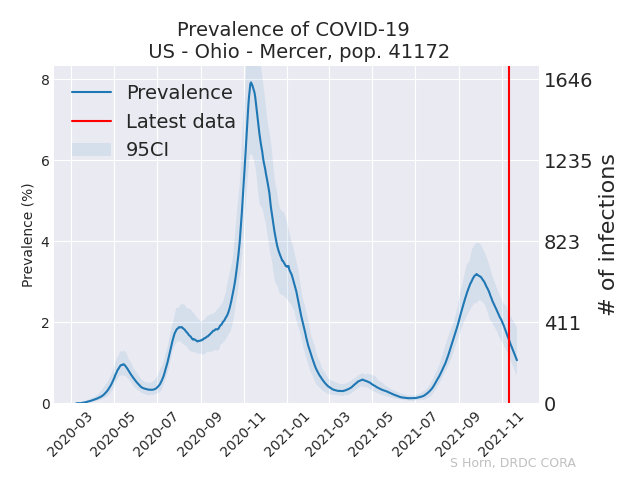 Prevalence of COVID-19
US - Ohio - Mercer, pop. 41172
Prevalence
Latest data
95CI
Prevalence (%)
8
6
4
2
0
1646
1235
823
411
0
# of infections
2020-03
2020-05
2020-07
2020-09
2020-11
2021-01
2021-03
2021-05
2021-07
2021-09
2021-11
S Horn, DRDC CORA